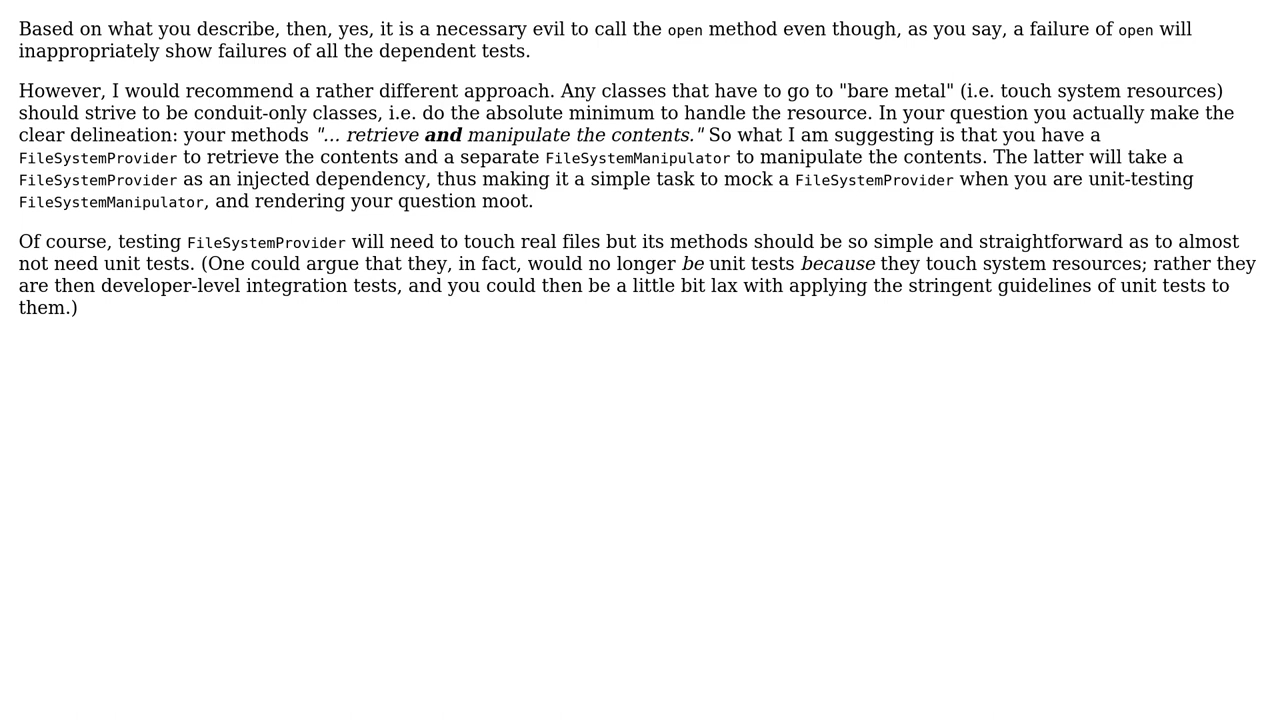 Based on what you describe, then, yes, it is a necessary evil to call the open method even though, as you say, a failure of open will
inappropriately show failures of all the dependent tests.
However, I would recommend a rather different approach. Any classes that have to go to "bare metal" (i.e. touch system resources)
should strive to be conduit-only classes, i.e. do the absolute minimum to handle the resource. In your question you actually make the
clear delineation: your methods "... retrieve and manipulate the contents." So what I am suggesting is that you have a
FileSystemProvider to retrieve the contents and a separate FileSystemManipulator to manipulate the contents. The latter will take a
FileSystemProvider as an injected dependency, thus making it a simple task to mock a FileSystemProvider when you are unit-testing
FileSystemManipulator, and rendering your question moot.
Of course, testing FileSystemProvider will need to touch real files but its methods should be so simple and straightforward as to almost
not need unit tests. (One could argue that they, in fact, would no longer be unit tests because they touch system resources; rather they
are then developer-level integration tests, and you could then be a little bit lax with applying the stringent guidelines of unit tests to
them.)